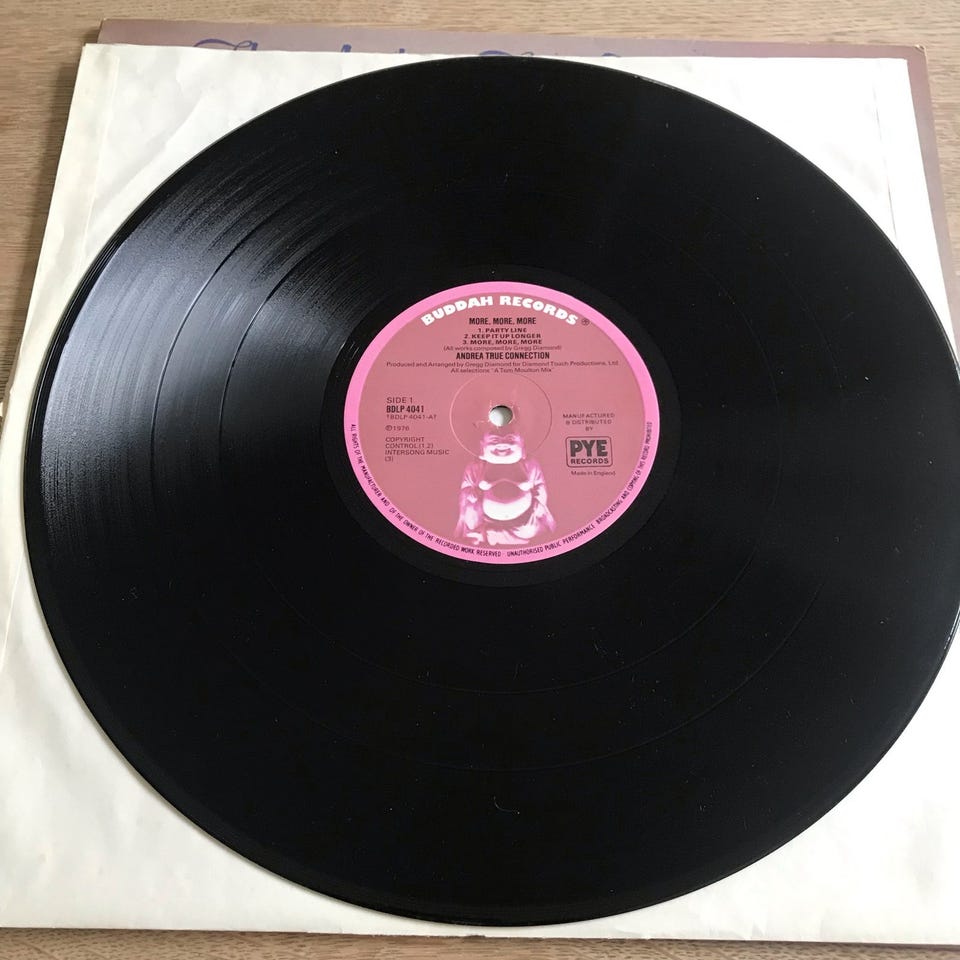 BUDDAH RECORDS
MORE, MORE, MORE
1. PARTY LINE
2. KEEP IT UP LONGER
3. MORE, MORE, MORE
(All works composed by Gregg Diamond)
ANDREA TRUE CONNECTION
Produced and Arranged by Gregg Diamond for Diamond Touch Productions, Ltd.
All selections "A Tom Moulton Mix"
SIDE 1
BDLP 4041
TBDLP 4041-A1
Ⓟ1976
COPYRIGHT
CONTROL (1.2)
INTERSONG MUSIC
(3)
MANUFACTURED
& DISTRIBUTED
BY
PYE
RECORDS
Made in England
ALL RIGHTS OF THE MANUFACTURER AND OF THE OWNER OF THE RECORDED WORK RESERVED · UNAUTHORISED PUBLIC PERFORMANCE BROADCASTING AND COPYING OF THIS RECORD PROHIBITED